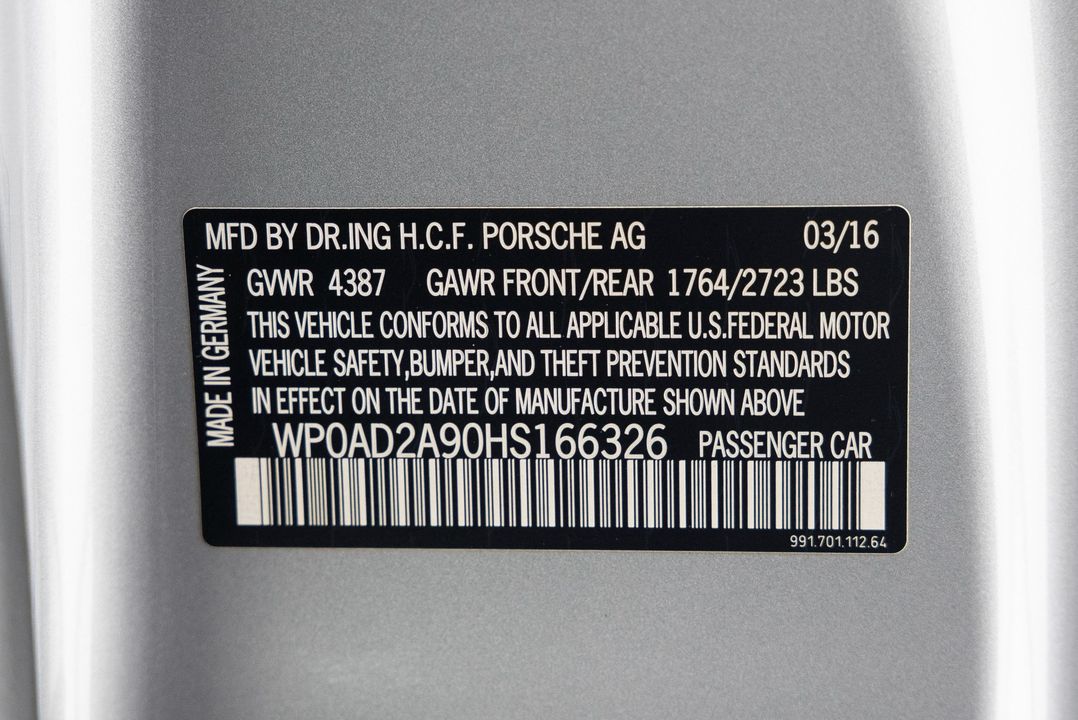 MFD BY DR.ING H.C.F. PORSCHE AG 03/16
GVWR 4387 GAWR FRONT/REAR 1764/2723 LBS
THIS VEHICLE CONFORMS TO ALL APPLICABLE U.S.FEDERAL MOTOR
VEHICLE SAFETY,BUMPER,AND THEFT PREVENTION STANDARDS
IN EFFECT ON THE DATE OF MANUFACTURE SHOWN ABOVE
WP0AD2A90HS166326 PASSENGER CAR
991.701.112.64
MADE IN GERMANY